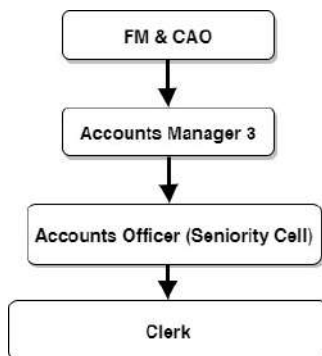 FM & CAO
Accounts Manager 3
Accounts Officer (Seniority Cell)
Clerk